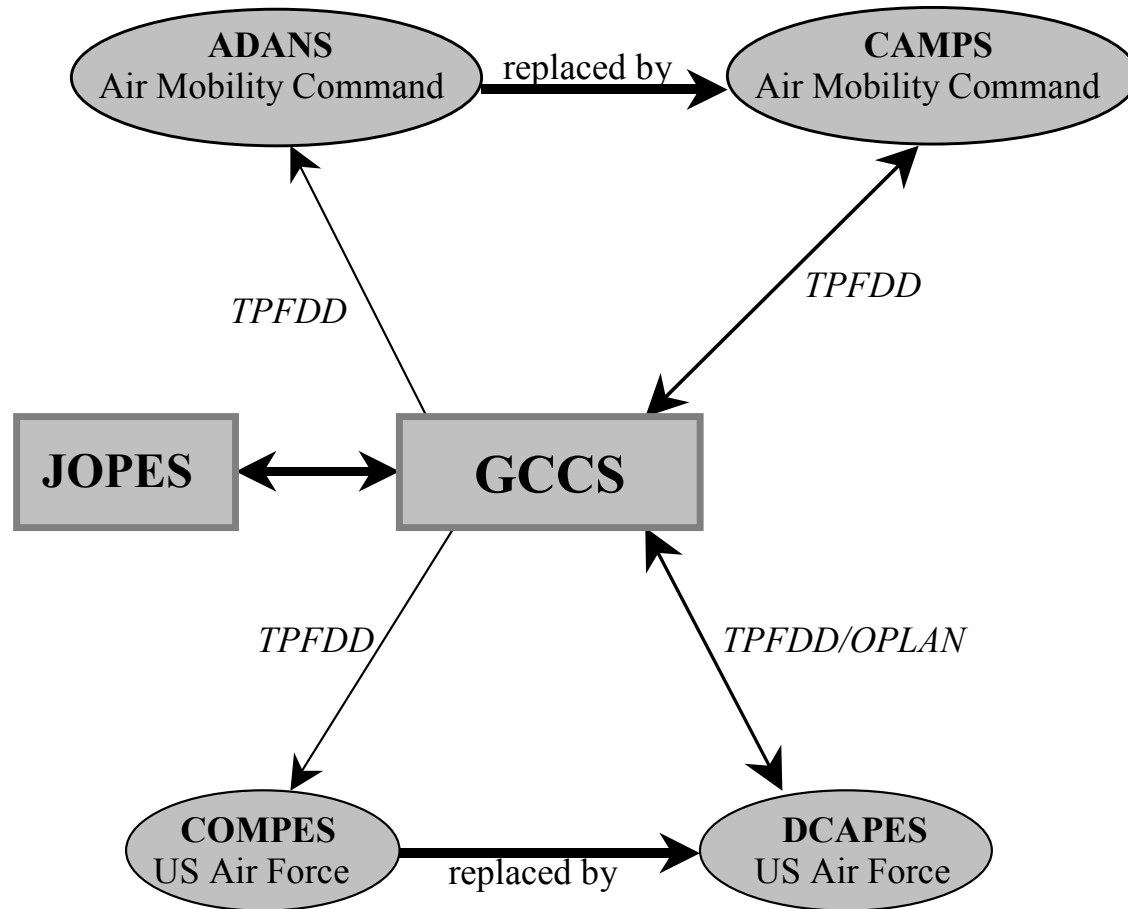 ADANS
Air Mobility Command
replaced by
CAMPS
Air Mobility Command
TPFDD
TPFDD
JOPES
GCCS
TPFDD
TPFDD/OPLAN
COMPES
US Air Force
replaced by
DCAPES
US Air Force